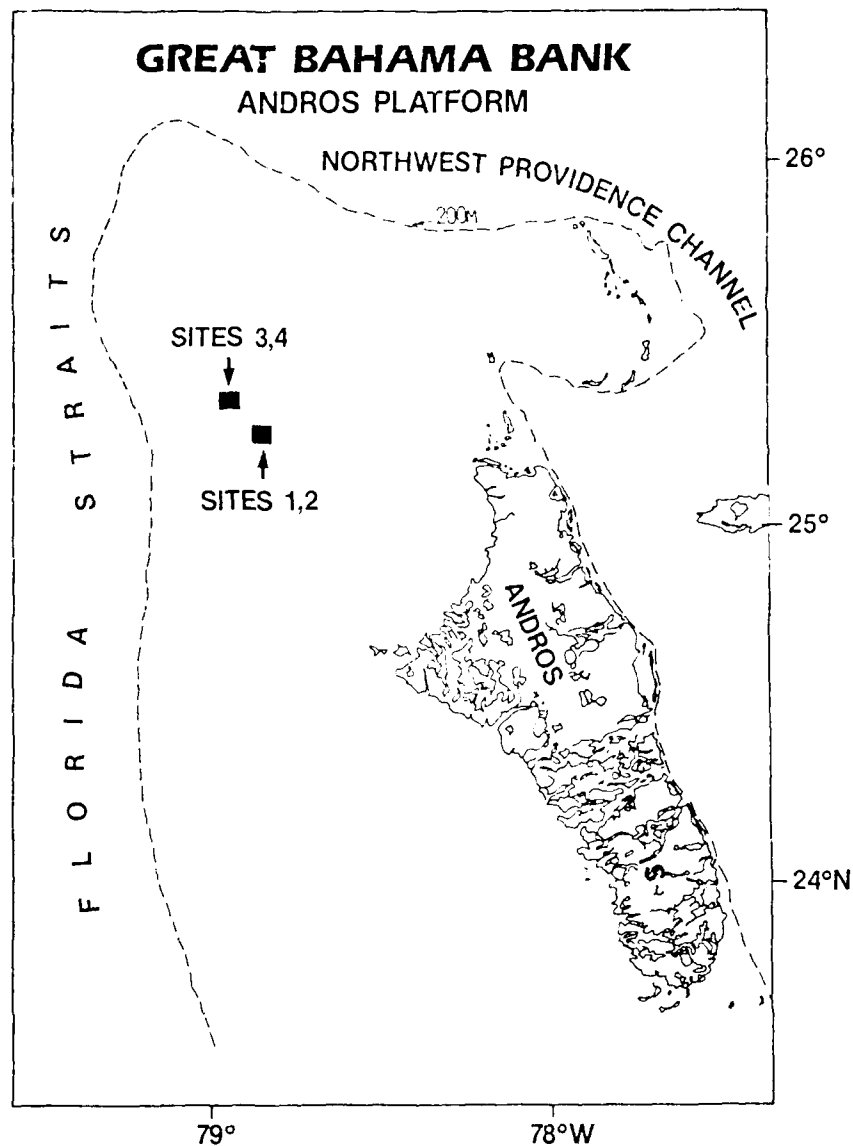 GREAT BAHAMA BANK
ANDROS PLATFORM
NORTHWEST PROVIDENCE CHANNEL
26°
200M
FLORIDA STRAITS
SITES 3,4
SITES 1,2
25°
ANDROS
IS.
24°N
79°
78°W